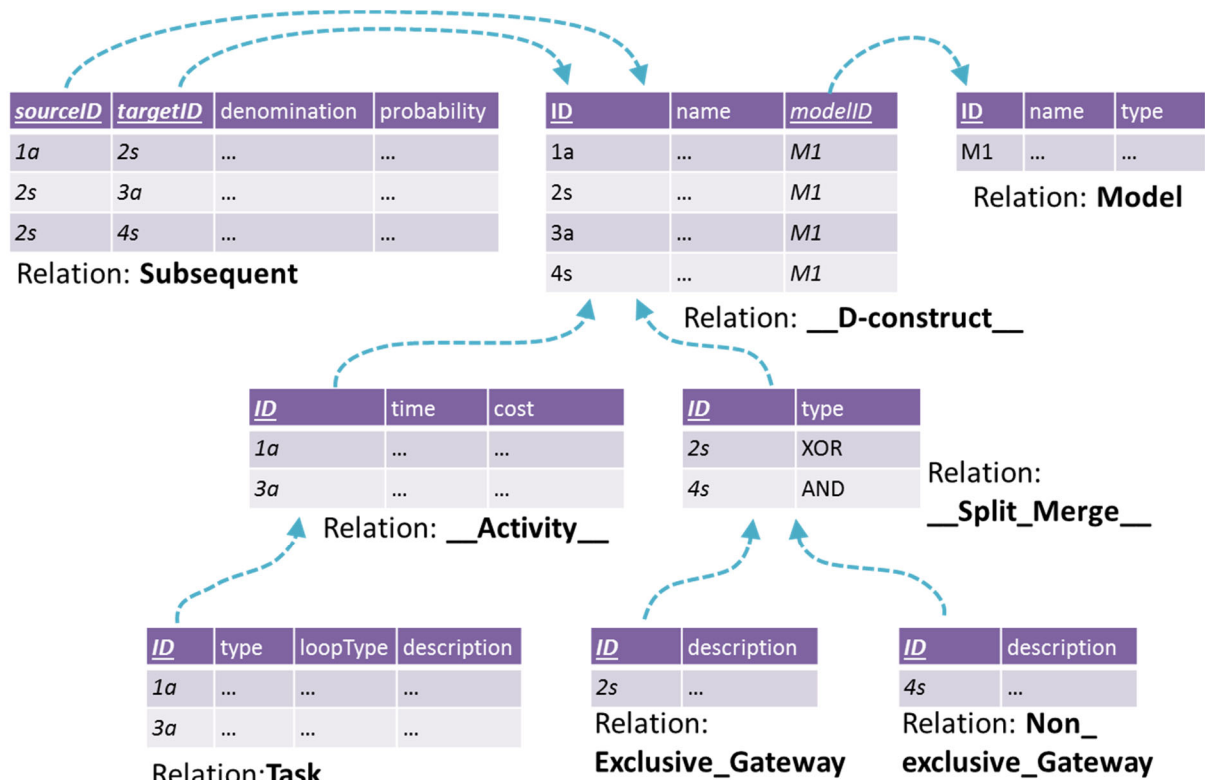 sourceID targetID denomination probability
1a 2s ... ...
2s 3a ... ...
2s 4s ... ...
Relation: Subsequent
ID name modelID
1a ... M1
2s ... M1
3a ... M1
4s ... M1
Relation: __D-construct__
ID name type
M1 ... ...
Relation: Model
ID time cost
1a ... ...
3a ... ...
Relation: __Activity__
ID type
2s XOR
4s AND
Relation:
__Split_Merge__
ID type loopType description
1a ... ... ...
3a ... ... ...
Relation:Task
ID description
2s ...
Relation:
Exclusive_Gateway
ID description
4s ...
Relation: Non_
exclusive_Gateway